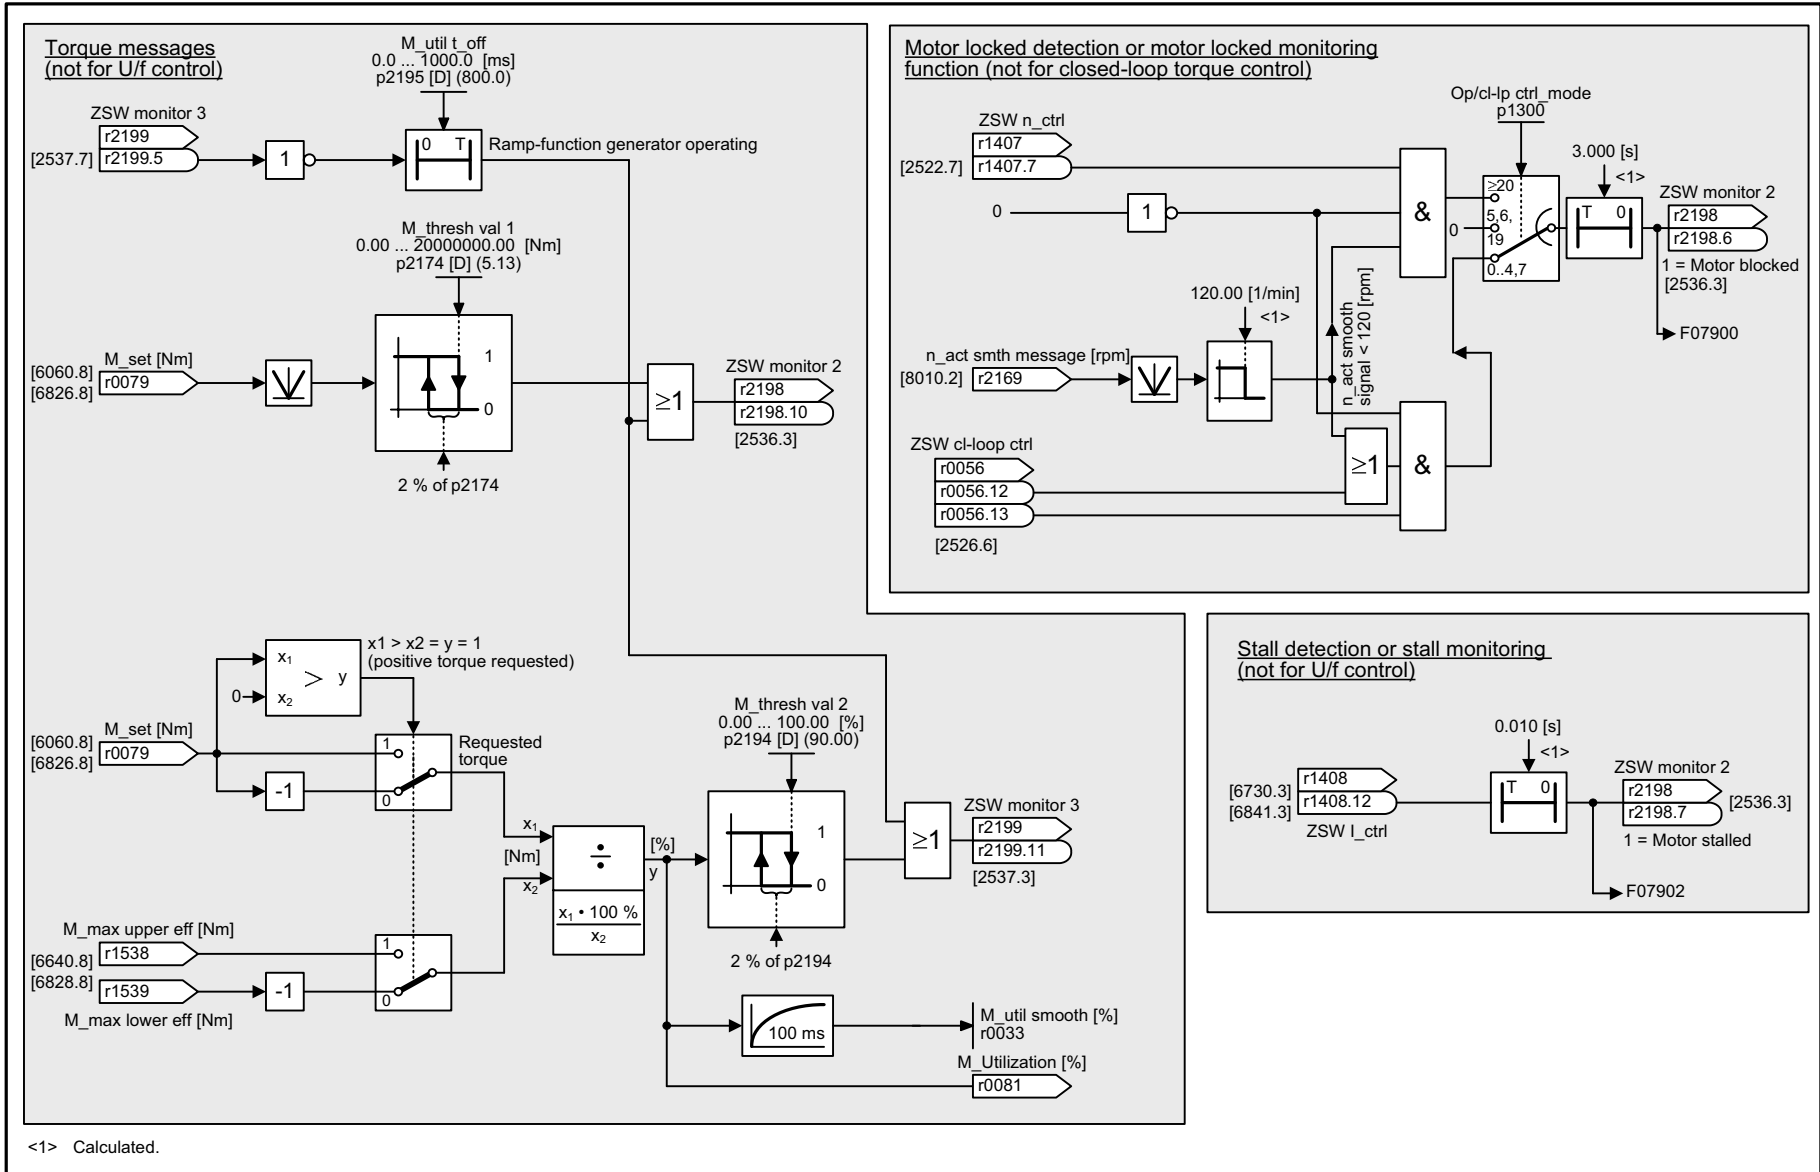 Torque messages
(not for U/f control)
M_util t_off
0.0 ... 1000.0 [ms]
p2195 [D] (800.0)
ZSW monitor 3
r2199
[2537.7]
r2199.5
1
0 T
Ramp-function generator operating
M_thresh val 1
0.00 ... 20000000.00 [Nm]
p2174 [D] (5.13)
[6060.8]
[6826.8]
M_set [Nm]
r0079
1
0
2 % of p2174
≥1
ZSW monitor 2
r2198
r2198.10
[2536.3]
x1 > x2 = y = 1
(positive torque requested)
x1
> y
0
x2
[6060.8]
[6826.8]
M_set [Nm]
r0079
-1
1
0
Requested
torque
x1
[Nm]
x2
÷
x1 • 100 %
x2
[%]
y
M_max upper eff [Nm]
[6640.8]
[6828.8]
r1538
r1539
M_max lower eff [Nm]
-1
1
0
M_thresh val 2
0.00 ... 100.00 [%]
p2194 [D] (90.00)
1
0
2 % of p2194
≥1
ZSW monitor 3
r2199
r2199.11
[2537.3]
100 ms
M_util smooth [%]
r0033
M_Utilization [%]
r0081
Motor locked detection or motor locked monitoring
function (not for closed-loop torque control)
ZSW n_ctrl
r1407
[2522.7]
r1407.7
0
1
&
Op/cl-lp ctrl_mode
p1300
≥20
5,6,
19
0
0..4,7
3.000 [s]
<1>
T 0
ZSW monitor 2
r2198
r2198.6
1 = Motor blocked
[2536.3]
F07900
120.00 [1/min]
<1>
n_act smth message [rpm]
[8010.2]
r2169
n_act smooth
signal < 120 [rpm]
ZSW cl-loop ctrl
r0056
r0056.12
r0056.13
[2526.6]
≥1
&
Stall detection or stall monitoring
(not for U/f control)
0.010 [s]
<1>
[6730.3]
[6841.3]
r1408
r1408.12
ZSW I_ctrl
T 0
ZSW monitor 2
r2198
r2198.7
[2536.3]
1 = Motor stalled
F07902
<1> Calculated.